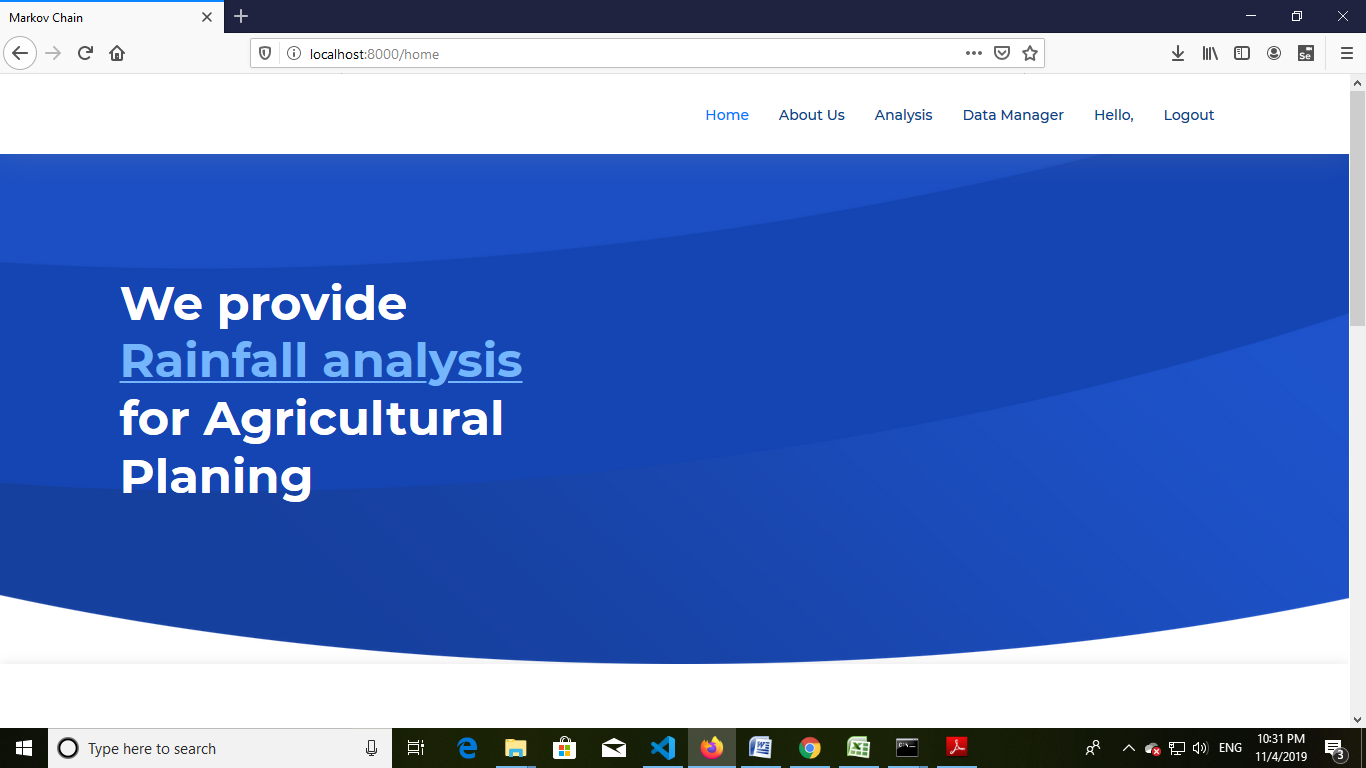 Markov Chain
localhost:8000/home
Se
Home About Us Analysis Data Manager Hello, Logout
We provide
Rainfall analysis
for Agricultural
Planing
Type here to search
ENG
10:31 PM
11/4/2019
3